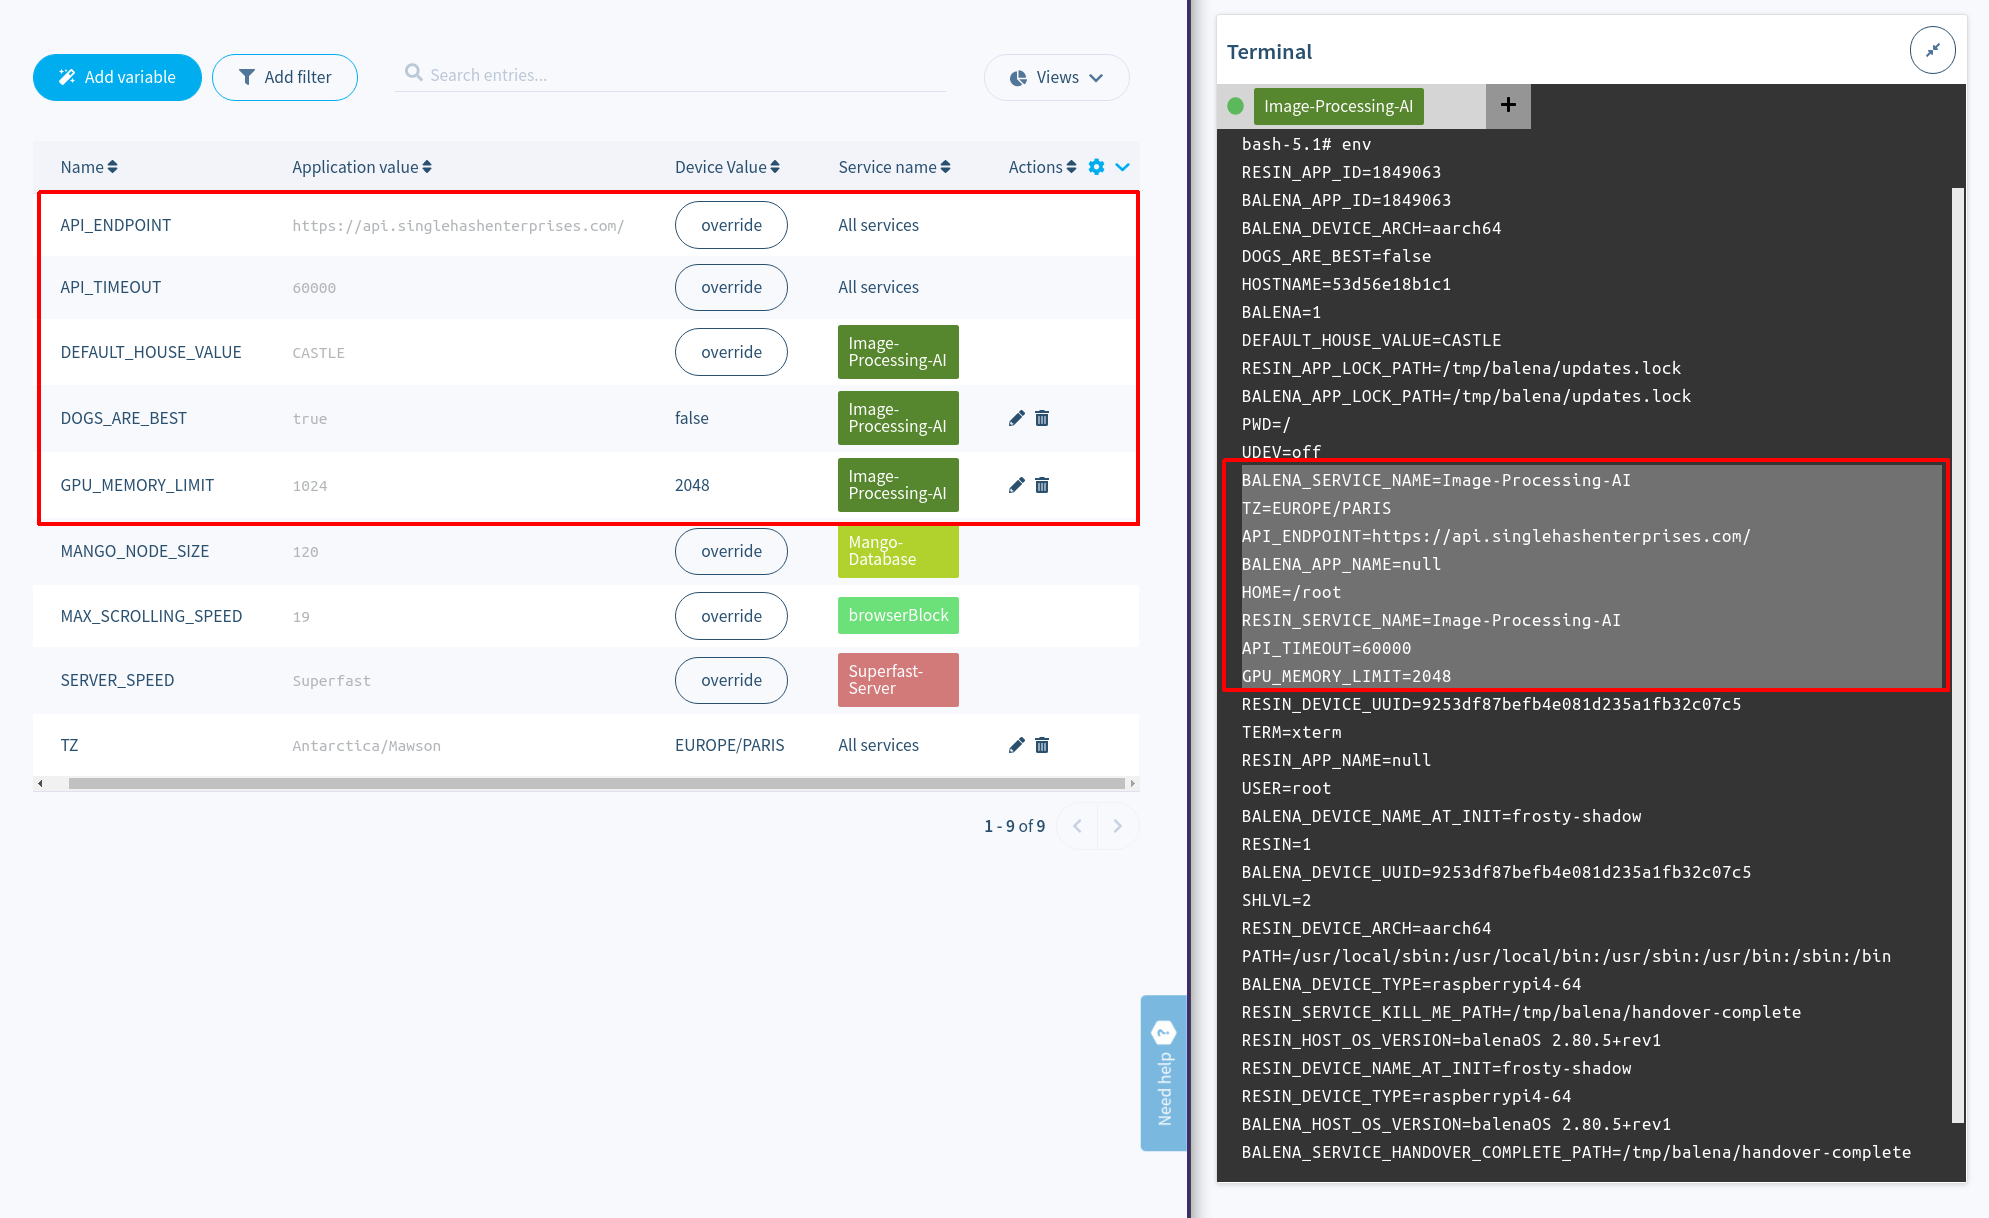 Add variable
Add filter
Search entries...
Views
Name Application value Device Value Service name Actions
API_ENDPOINT https://api.singlehashenterprises.com/ override All services
API_TIMEOUT 60000 override All services
DEFAULT_HOUSE_VALUE CASTLE override Image-
Processing-AI
DOGS_ARE_BEST true false Image-
Processing-AI
GPU_MEMORY_LIMIT 1024 2048 Image-
Processing-AI
MANGO_NODE_SIZE 120 override Mango-
Database
MAX_SCROLLING_SPEED 19 override browserBlock
SERVER_SPEED Superfast override Superfast-
Server
TZ Antarctica/Mawson EUROPE/PARIS All services
1 - 9 of 9
Need help ?
Terminal
Image-Processing-AI +
bash-5.1# env
RESIN_APP_ID=1849063
BALENA_APP_ID=1849063
BALENA_DEVICE_ARCH=aarch64
DOGS_ARE_BEST=false
HOSTNAME=53d56e18b1c1
BALENA=1
DEFAULT_HOUSE_VALUE=CASTLE
RESIN_APP_LOCK_PATH=/tmp/balena/updates.lock
BALENA_APP_LOCK_PATH=/tmp/balena/updates.lock
PWD=/
UDEV=off
BALENA_SERVICE_NAME=Image-Processing-AI
TZ=EUROPE/PARIS
API_ENDPOINT=https://api.singlehashenterprises.com/
BALENA_APP_NAME=null
HOME=/root
RESIN_SERVICE_NAME=Image-Processing-AI
API_TIMEOUT=60000
GPU_MEMORY_LIMIT=2048
RESIN_DEVICE_UUID=9253df87befb4e081d235a1fb32c07c5
TERM=xterm
RESIN_APP_NAME=null
USER=root
BALENA_DEVICE_NAME_AT_INIT=frosty-shadow
RESIN=1
BALENA_DEVICE_UUID=9253df87befb4e081d235a1fb32c07c5
SHLVL=2
RESIN_DEVICE_ARCH=aarch64
PATH=/usr/local/sbin:/usr/local/bin:/usr/sbin:/usr/bin:/sbin:/bin
BALENA_DEVICE_TYPE=raspberrypi4-64
RESIN_SERVICE_KILL_ME_PATH=/tmp/balena/handover-complete
RESIN_HOST_OS_VERSION=balenaOS 2.80.5+rev1
RESIN_DEVICE_NAME_AT_INIT=frosty-shadow
RESIN_DEVICE_TYPE=raspberrypi4-64
BALENA_HOST_OS_VERSION=balenaOS 2.80.5+rev1
BALENA_SERVICE_HANDOVER_COMPLETE_PATH=/tmp/balena/handover-complete